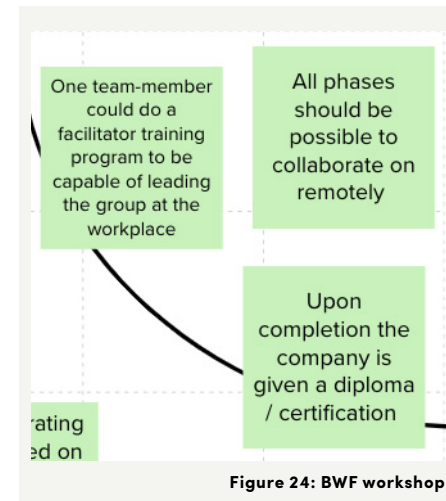 One team-member
could do a
facilitator training
program to be
capable of leading
the group at the
workplace
All phases
should be
possible to
collaborate on
remotely
Upon
completion the
company is
given a diploma
/ certification
rating
ed on
Figure 24: BWF workshop